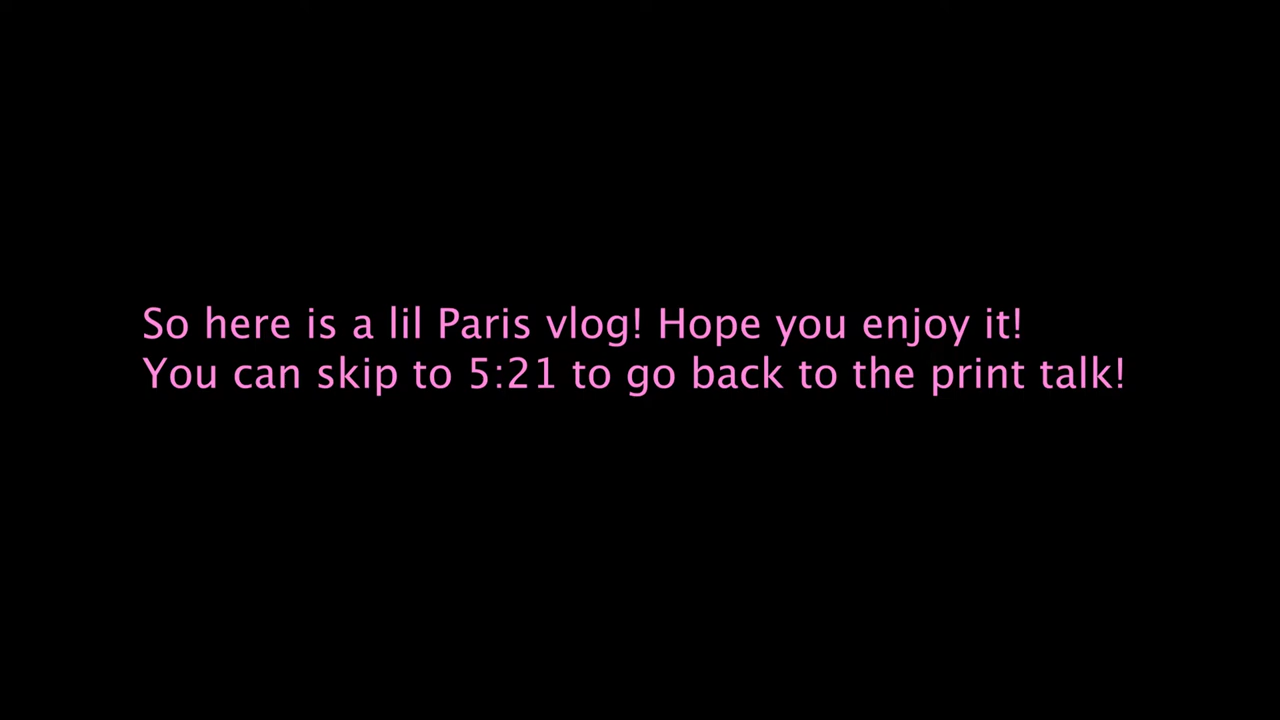 So here is a lil Paris vlog! Hope you enjoy it!
You can skip to 5:21 to go back to the print talk!